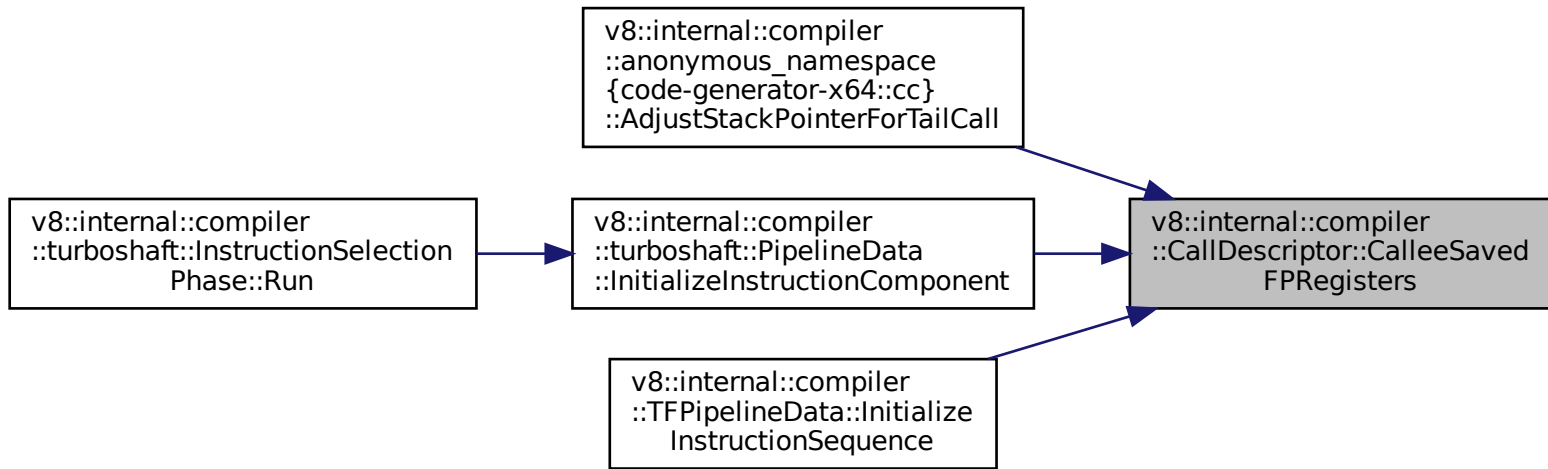 v8::internal::compiler
::anonymous_namespace
{code-generator-x64::cc}
::AdjustStackPointerForTailCall
v8::internal::compiler
::turboshaft::InstructionSelection
Phase::Run
v8::internal::compiler
::turboshaft::PipelineData
::InitializeInstructionComponent
v8::internal::compiler
::CallDescriptor::CalleeSaved
FPRegisters
v8::internal::compiler
::TFPipelineData::Initialize
InstructionSequence